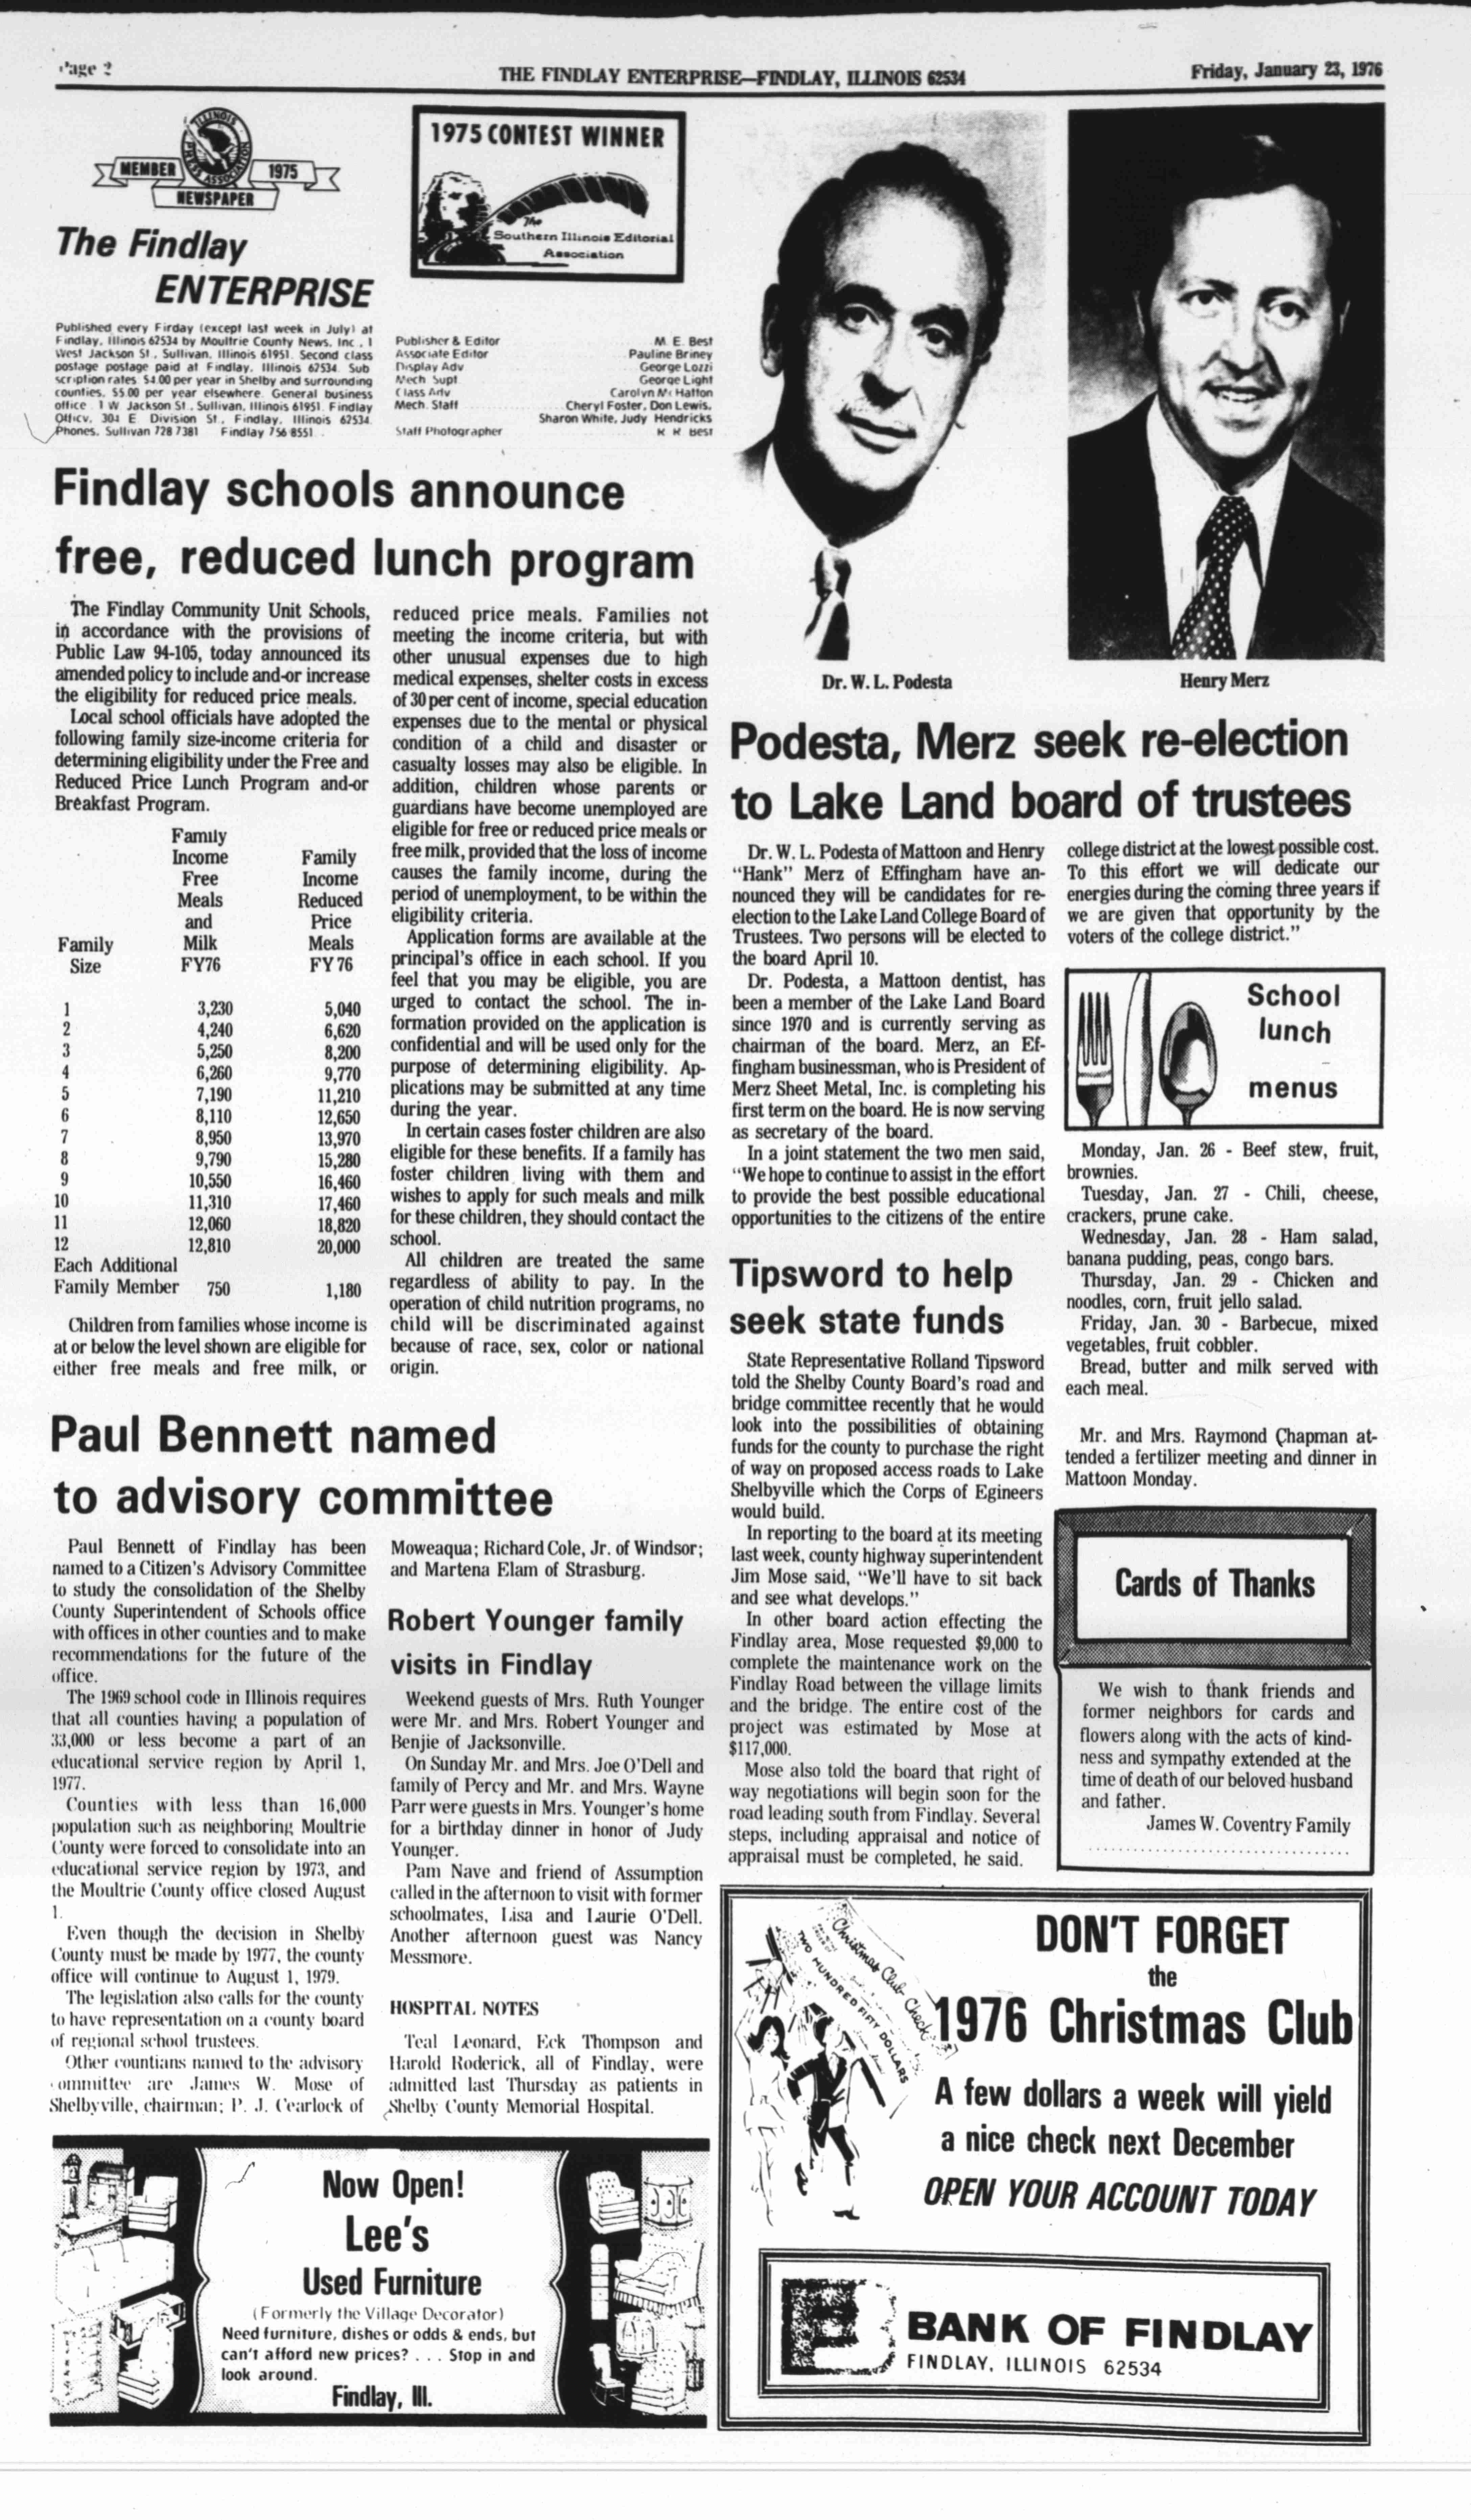 Page 2
THE FINDLAY ENTERPRISE—FINDLAY, ILLINOIS 62534
Friday, January 23, 1976
ILLINOIS
PRESS ASSOCIATION
MEMBER
1975
NEWSPAPER
The Findlay
ENTERPRISE
1975 CONTEST WINNER
The
Southern Illinois Editorial
Association
Published every Firday (except last week in July) at
Findlay, Illinois 62534 by Moultrie County News, Inc., 1
West Jackson St., Sullivan, Illinois 61951. Second class
postage postage paid at Findlay, Illinois 62534. Sub
scription rates $4.00 per year in Shelby and surrounding
counties, $5.00 per year elsewhere. General business
office 1 W Jackson St., Sullivan, Illinois 61951. Findlay
Officv, 304 E Division St., Findlay, Illinois 62534.
Phones, Sullivan 728 7381 Findlay 756 8551
Publisher & Editor M. E. Best
Associate Editor Pauline Briney
Display Adv George Lozzi
Mech Supt George Light
Class Adv Carolyn Mc Hatton
Mech. Staff Cheryl Foster, Don Lewis,
Sharon White, Judy Hendricks
Staff Photographer R R Best
Findlay schools announce
free, reduced lunch program
The Findlay Community Unit Schools,
in accordance with the provisions of
Public Law 94-105, today announced its
amended policy to include and-or increase
the eligibility for reduced price meals.
Local school officials have adopted the
following family size-income criteria for
determining eligibility under the Free and
Reduced Price Lunch Program and-or
Breakfast Program.
Family
Income Family
Free Income
Meals Reduced
and Price
Family Milk Meals
Size FY76 FY 76
1 3,230 5,040
2 4,240 6,620
3 5,250 8,200
4 6,260 9,770
5 7,190 11,210
6 8,110 12,650
7 8,950 13,970
8 9,790 15,280
9 10,550 16,460
10 11,310 17,460
11 12,060 18,820
12 12,810 20,000
Each Additional
Family Member 750 1,180
Children from families whose income is
at or below the level shown are eligible for
either free meals and free milk, or
reduced price meals. Families not
meeting the income criteria, but with
other unusual expenses due to high
medical expenses, shelter costs in excess
of 30 per cent of income, special education
expenses due to the mental or physical
condition of a child and disaster or
casualty losses may also be eligible. In
addition, children whose parents or
guardians have become unemployed are
eligible for free or reduced price meals or
free milk, provided that the loss of income
causes the family income, during the
period of unemployment, to be within the
eligibility criteria.
Application forms are available at the
principal's office in each school. If you
feel that you may be eligible, you are
urged to contact the school. The in-
formation provided on the application is
confidential and will be used only for the
purpose of determining eligibility. Ap-
plications may be submitted at any time
during the year.
In certain cases foster children are also
eligible for these benefits. If a family has
foster children living with them and
wishes to apply for such meals and milk
for these children, they should contact the
school.
All children are treated the same
regardless of ability to pay. In the
operation of child nutrition programs, no
child will be discriminated against
because of race, sex, color or national
origin.
Paul Bennett named
to advisory committee
Paul Bennett of Findlay has been
named to a Citizen's Advisory Committee
to study the consolidation of the Shelby
County Superintendent of Schools office
with offices in other counties and to make
recommendations for the future of the
office.
The 1969 school code in Illinois requires
that all counties having a population of
33,000 or less become a part of an
educational service region by April 1,
1977.
Counties with less than 16,000
population such as neighboring Moultrie
County were forced to consolidate into an
educational service region by 1973, and
the Moultrie County office closed August
1.
Even though the decision in Shelby
County must be made by 1977, the county
office will continue to August 1, 1979.
The legislation also calls for the county
to have representation on a county board
of regional school trustees.
Other countians named to the advisory
committee are James W. Mose of
Shelbyville, chairman; P. J. Cearlock of
Moweaqua; Richard Cole, Jr. of Windsor;
and Martena Elam of Strasburg.
Robert Younger family
visits in Findlay
Weekend guests of Mrs. Ruth Younger
were Mr. and Mrs. Robert Younger and
Benjie of Jacksonville.
On Sunday Mr. and Mrs. Joe O'Dell and
family of Percy and Mr. and Mrs. Wayne
Parr were guests in Mrs. Younger's home
for a birthday dinner in honor of Judy
Younger.
Pam Nave and friend of Assumption
called in the afternoon to visit with former
schoolmates, Lisa and Laurie O'Dell.
Another afternoon guest was Nancy
Messmore.
HOSPITAL NOTES
Teal Leonard, Eck Thompson and
Harold Roderick, all of Findlay, were
admitted last Thursday as patients in
Shelby County Memorial Hospital.
Now Open!
Lee's
Used Furniture
(Formerly the Village Decorator)
Need furniture, dishes or odds & ends, but
can't afford new prices? . . . Stop in and
look around.
Findlay, Ill.
Dr. W. L. Podesta
Henry Merz
Podesta, Merz seek re-election
to Lake Land board of trustees
Dr. W. L. Podesta of Mattoon and Henry
"Hank" Merz of Effingham have an-
nounced they will be candidates for re-
election to the Lake Land College Board of
Trustees. Two persons will be elected to
the board April 10.
Dr. Podesta, a Mattoon dentist, has
been a member of the Lake Land Board
since 1970 and is currently serving as
chairman of the board. Merz, an Ef-
fingham businessman, who is President of
Merz Sheet Metal, Inc. is completing his
first term on the board. He is now serving
as secretary of the board.
In a joint statement the two men said,
"We hope to continue to assist in the effort
to provide the best possible educational
opportunities to the citizens of the entire
college district at the lowest possible cost.
To this effort we will dedicate our
energies during the coming three years if
we are given that opportunity by the
voters of the college district."
Tipsword to help
seek state funds
State Representative Rolland Tipsword
told the Shelby County Board's road and
bridge committee recently that he would
look into the possibilities of obtaining
funds for the county to purchase the right
of way on proposed access roads to Lake
Shelbyville which the Corps of Egineers
would build.
In reporting to the board at its meeting
last week, county highway superintendent
Jim Mose said, "We'll have to sit back
and see what develops."
In other board action effecting the
Findlay area, Mose requested $9,000 to
complete the maintenance work on the
Findlay Road between the village limits
and the bridge. The entire cost of the
project was estimated by Mose at
$117,000.
Mose also told the board that right of
way negotiations will begin soon for the
road leading south from Findlay. Several
steps, including appraisal and notice of
appraisal must be completed, he said.
School
lunch
menus
Monday, Jan. 26 - Beef stew, fruit,
brownies.
Tuesday, Jan. 27 - Chili, cheese,
crackers, prune cake.
Wednesday, Jan. 28 - Ham salad,
banana pudding, peas, congo bars.
Thursday, Jan. 29 - Chicken and
noodles, corn, fruit jello salad.
Friday, Jan. 30 - Barbecue, mixed
vegetables, fruit cobbler.
Bread, butter and milk served with
each meal.
Mr. and Mrs. Raymond Chapman at-
tended a fertilizer meeting and dinner in
Mattoon Monday.
Cards of Thanks
We wish to thank friends and
former neighbors for cards and
flowers along with the acts of kind-
ness and sympathy extended at the
time of death of our beloved husband
and father.
James W. Coventry Family
Christmas Club Check
TWO HUNDRED FIFTY DOLLARS
DON'T FORGET
the
1976 Christmas Club
A few dollars a week will yield
a nice check next December
OPEN YOUR ACCOUNT TODAY
B
BANK OF FINDLAY
FINDLAY, ILLINOIS 62534